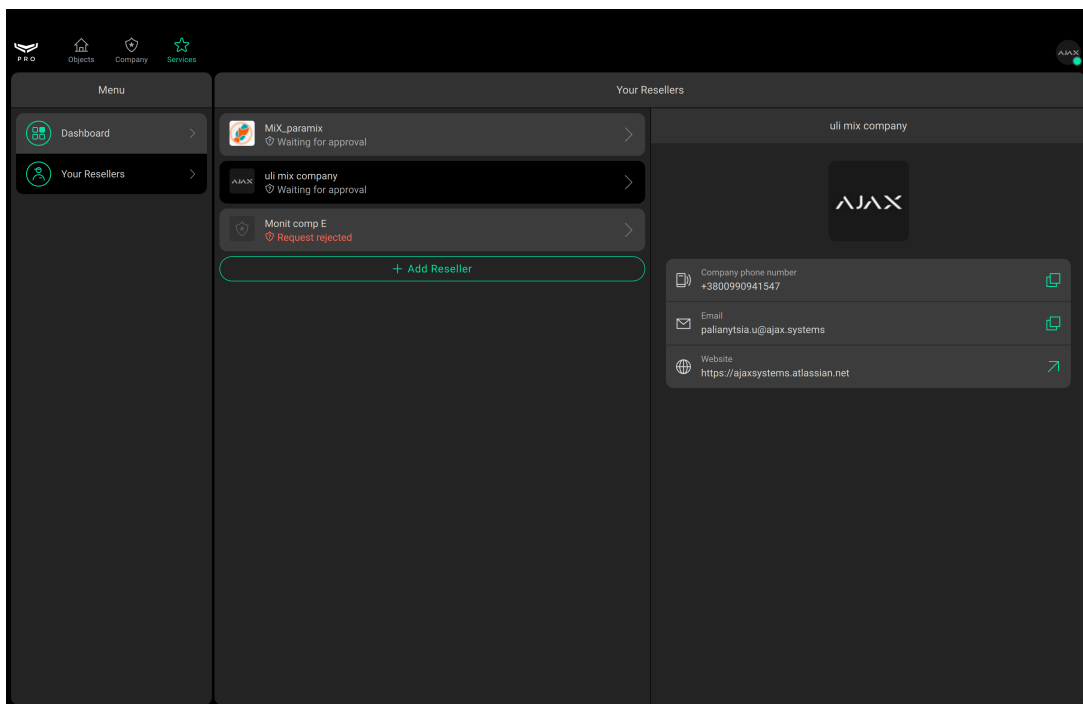 PRO
Objects
Company
Services
AJAX
Menu
Your Resellers
Dashboard
Your Resellers
MiX_paramix
Waiting for approval
AJAX
uli mix company
Waiting for approval
Monit comp E
Request rejected
+ Add Reseller
uli mix company
AJAX
Company phone number
+3800990941547
Email
palianytsia.u@ajax.systems
Website
https://ajaxsystems.atlassian.net